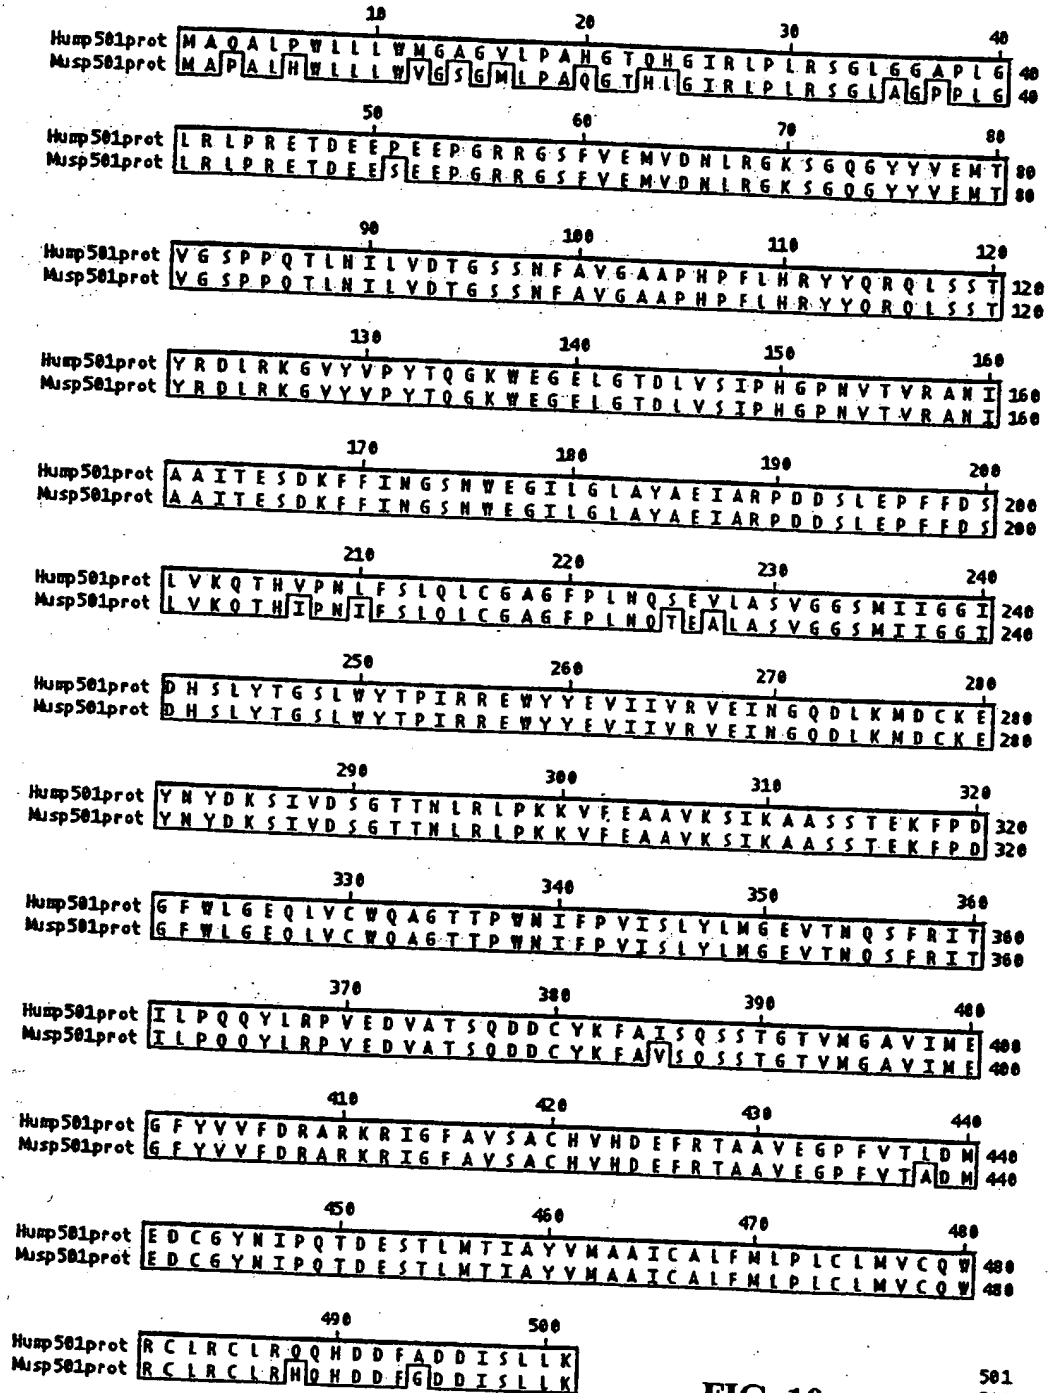 10 20 30 40
Hump501prot M A Q A L P W L L L W M G A G V L P A H G T Q H G I R L P L R S G L G G A P L G 40
Musp501prot M A P A L H W L L L W V G S G M L P A Q G T H L G I R L P L R S G L A G P P L G 40
50 60 70 80
Hump501prot L R L P R E T D E E P E E P G R R G S F V E M V D N L R G K S G Q G Y Y V E M T 80
Musp501prot L R L P R E T D E E S E E P G R R G S F V E M V D N L R G K S G Q G Y Y V E M T 80
90 100 110 120
Hump501prot V G S P P Q T L N I L V D T G S S N F A V G A A P H P F L H R Y Y Q R Q L S S T 120
Musp501prot V G S P P Q T L N I L V D T G S S N F A V G A A P H P F L H R Y Y Q R Q L S S T 120
130 140 150 160
Hump501prot Y R D L R K G V Y V P Y T Q G K W E G E L G T D L V S I P H G P N V T V R A N I 160
Musp501prot Y R D L R K G V Y V P Y T Q G K W E G E L G T D L V S I P H G P N V T V R A N I 160
170 180 190 200
Hump501prot A A I T E S D K F F I N G S N W E G I L G L A Y A E I A R P D D S L E P F F D S 200
Musp501prot A A I T E S D K F F I N G S N W E G I L G L A Y A E I A R P D D S L E P F F D S 200
210 220 230 240
Hump501prot L V K Q T H V P N L F S L Q L C G A G F P L N Q S E V L A S V G G S M I I G G I 240
Musp501prot L V K Q T H I P N I F S L Q L C G A G F P L N Q T E A L A S V G G S M I I G G I 240
250 260 270 280
Hump501prot D H S L Y T G S L W Y T P I R R E W Y Y E V I I V R V E I N G Q D L K M D C K E 280
Musp501prot D H S L Y T G S L W Y T P I R R E W Y Y E V I I V R V E I N G Q D L K M D C K E 280
290 300 310 320
Hump501prot Y N Y D K S I V D S G T T N L R L P K K V F E A A V K S I K A A S S T E K F P D 320
Musp501prot Y N Y D K S I V D S G T T N L R L P K K V F E A A V K S I K A A S S T E K F P D 320
330 340 350 360
Hump501prot G F W L G E Q L V C W Q A G T T P W N I F P V I S L Y L M G E V T N Q S F R I T 360
Musp501prot G F W L G E Q L V C W Q A G T T P W N I F P V I S L Y L M G E V T N Q S F R I T 360
370 380 390 400
Hump501prot I L P Q Q Y L R P V E D V A T S Q D D C Y K F A I S Q S S T G T V M G A V I M E 400
Musp501prot I L P Q Q Y L R P V E D V A T S Q D D C Y K F A V S Q S S T G T V M G A V I M E 400
410 420 430 440
Hump501prot G F Y V V F D R A R K R I G F A V S A C H V H D E F R T A A V E G P F V T L D M 440
Musp501prot G F Y V V F D R A R K R I G F A V S A C H V H D E F R T A A V E G P F V T A D M 440
450 460 470 480
Hump501prot E D C G Y N I P Q T D E S T L M T I A Y V M A A I C A L F M L P L C L M V C Q W 480
Musp501prot E D C G Y N I P Q T D E S T L M T I A Y V M A A I C A L F M L P L C L M V C Q W 480
490 500
Hump501prot R C L R C L R Q Q H D D F A D D I S L L K 501
Musp501prot R C L R C L R H Q H D D F G D D I S L L K